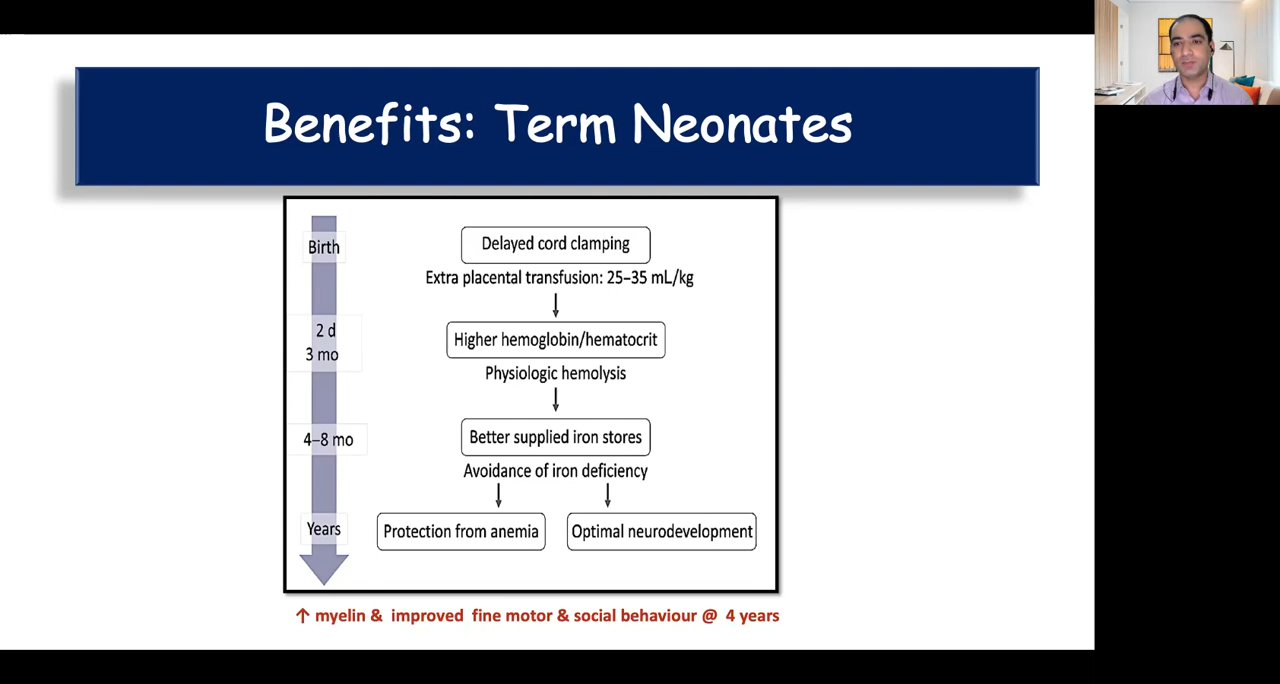 Benefits: Term Neonates
Birth
Delayed cord clamping
Extra placental transfusion: 25–35 mL/kg
2 d
3 mo
Higher hemoglobin/hematocrit
Physiologic hemolysis
4–8 mo
Better supplied iron stores
Avoidance of iron deficiency
Years
Protection from anemia
Optimal neurodevelopment
↑ myelin & improved fine motor & social behaviour @ 4 years